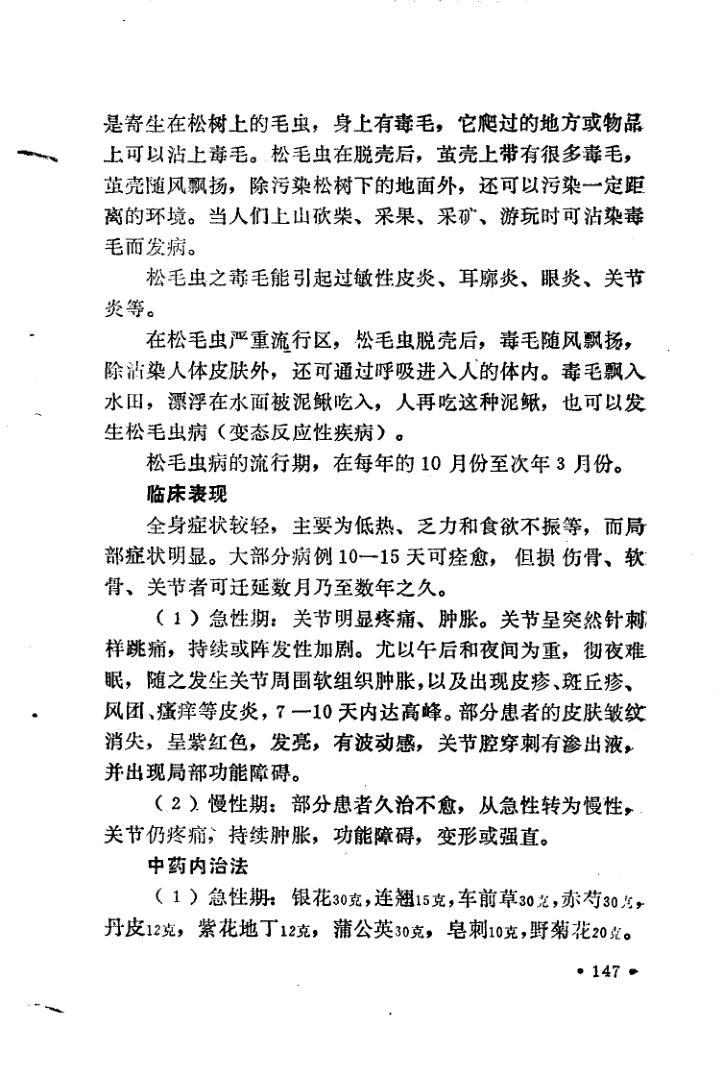 是寄生在松树上的毛虫，身上有毒毛，它爬过的地方或物品
上可以沾上毒毛。松毛虫在脱壳后，茧壳上带有很多毒毛，
茧壳随风飘扬，除污染松树下的地面外，还可以污染一定距
离的环境。当人们上山砍柴、采果、采矿、游玩时可沾染毒
毛而发病。
松毛虫之毒毛能引起过敏性皮炎、耳廓炎、眼炎、关节
炎等。
在松毛虫严重流行区，松毛虫脱壳后，毒毛随风飘扬，
除沾染人体皮肤外，还可通过呼吸进入人的体内。毒毛飘入
水田，漂浮在水面被泥鳅吃入，人再吃这种泥鳅，也可以发
生松毛虫病（变态反应性疾病）。
松毛虫病的流行期，在每年的10月份至次年3月份。
临床表现
全身症状较轻，主要为低热、乏力和食欲不振等，而局
部症状明显。大部分病例10—15天可痊愈，但损伤骨、软
骨、关节者可迁延数月乃至数年之久。
（1）急性期：关节明显疼痛、肿胀。关节呈突然针刺
样跳痛，持续或阵发性加剧。尤以午后和夜间为重，彻夜难
眠，随之发生关节周围软组织肿胀，以及出现皮疹、斑丘疹、
风团、瘙痒等皮炎，7—10天内达高峰。部分患者的皮肤皱纹
消失，呈紫红色，发亮，有波动感，关节腔穿刺有渗出液，
并出现局部功能障碍。
（2）慢性期：部分患者久治不愈，从急性转为慢性，
关节仍疼痛，持续肿胀，功能障碍，变形或强直。
中药内治法
（1）急性期：银花30克，连翘15克，车前草30克，赤芍30克，
丹皮12克，紫花地丁12克，蒲公英30克，皂刺10克，野菊花20克。
•147•